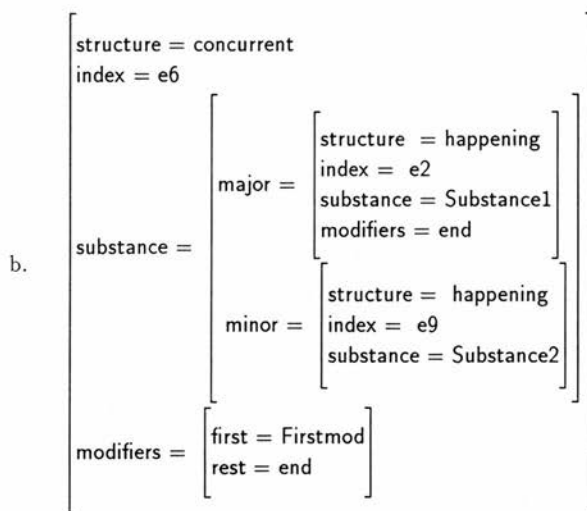 structure = concurrent
index = e6
structure = happening
index = e2
major =
substance = Substance1
modifiers = end
substance =
b.
structure = happening
index = e9
minor =
substance = Substance2
first = Firstmod
modifiers =
rest = end